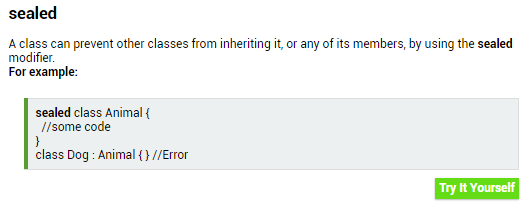 sealed
A class can prevent other classes from inheriting it, or any of its members, by using the sealed
modifier.
For example:
sealed class Animal {
  //some code
}
class Dog : Animal { } //Error
Try It Yourself